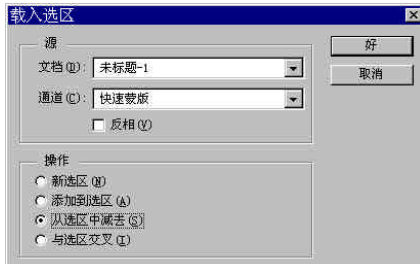 载入选区
源
文档(D): 未标题-1
通道(C): 快速蒙版
反相(V)
好
取消
操作
新选区(N)
添加到选区(A)
从选区中减去(S)
与选区交叉(I)